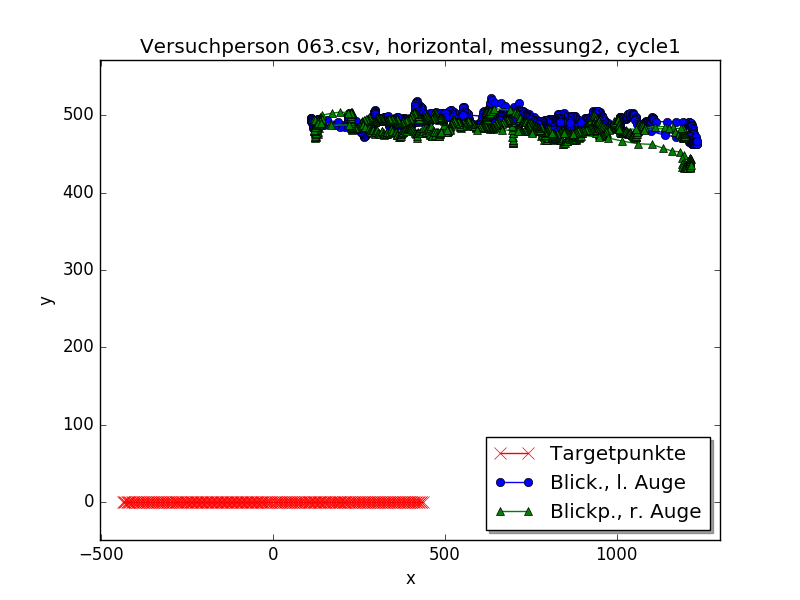 Versuchperson 063.csv, horizontal, messung2, cycle1
500
400
300
200
100
0
y
−500
0
500
1000
x
Targetpunkte
Blick., l. Auge
Blickp., r. Auge